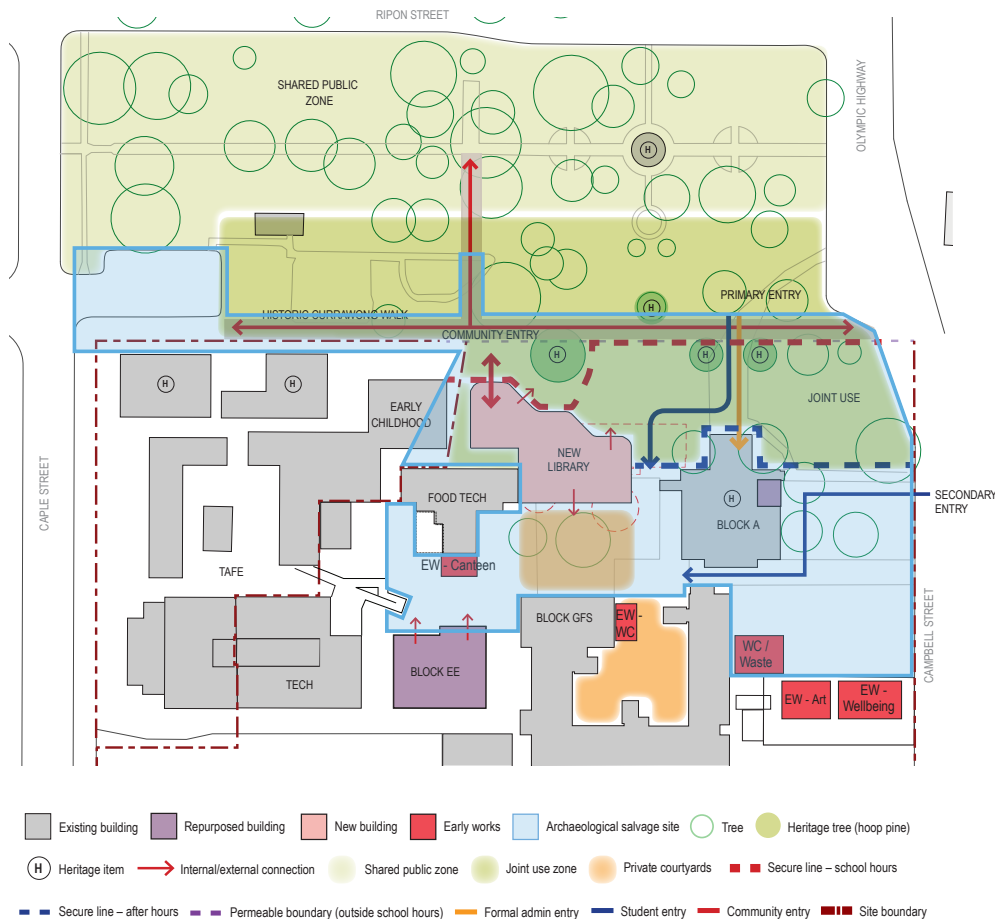 RIPON STREET
SHARED PUBLIC
ZONE
OLYMPIC HIGHWAY
H
H
PRIMARY ENTRY
HISTORIC CURRAWONG WALK
COMMUNITY ENTRY
H
H
H
H
H
EARLY
CHILDHOOD
JOINT USE
NEW
LIBRARY
CAPLE STREET
FOOD TECH
H
BLOCK A
SECONDARY
ENTRY
EW - Canteen
TAFE
BLOCK GFS
EW -
WC
WC /
Waste
CAMPBELL STREET
BLOCK EE
TECH
EW - Art
EW -
Wellbeing
Existing building
Repurposed building
New building
Early works
Archaeological salvage site
Tree
Heritage tree (hoop pine)
H
Heritage item
Internal/external connection
Shared public zone
Joint use zone
Private courtyards
Secure line – school hours
Secure line – after hours
Permeable boundary (outside school hours)
Formal admin entry
Student entry
Community entry
Site boundary